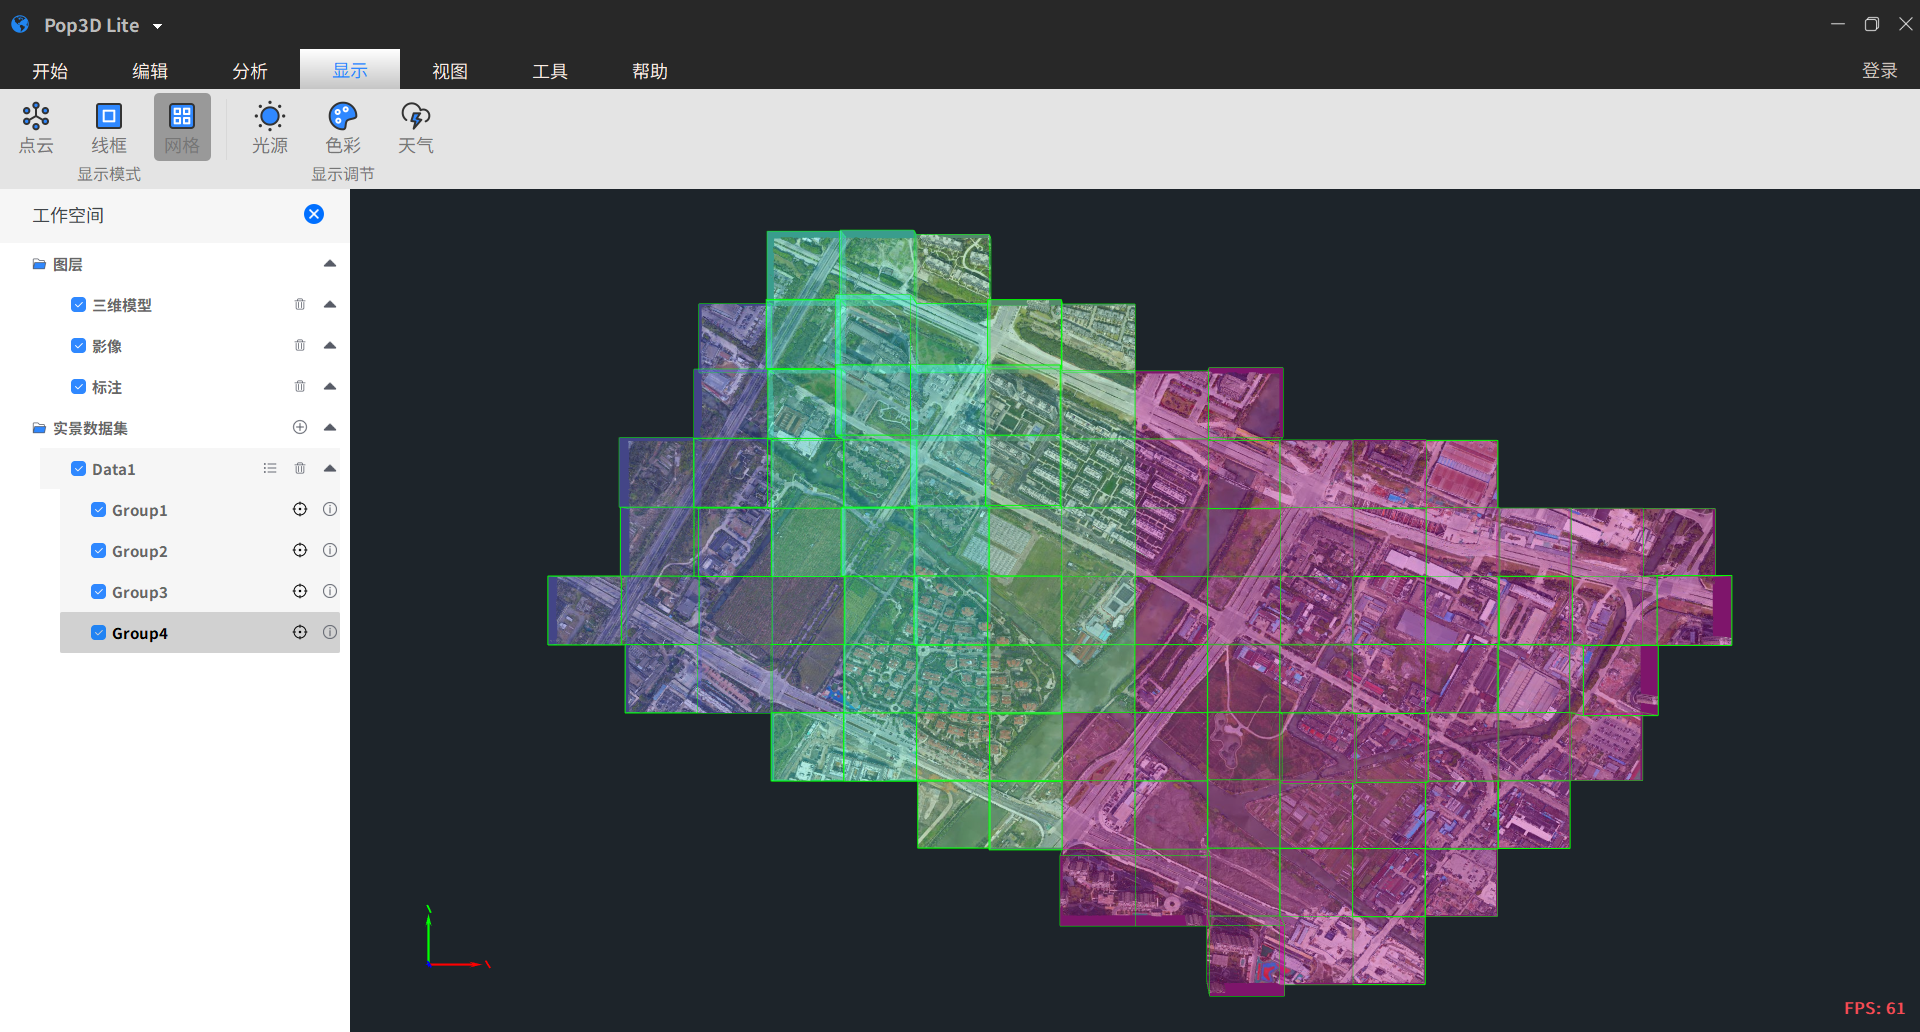 Pop3D Lite
开始 编辑 分析 显示 视图 工具 帮助 登录
点云 线框 网格 光源 色彩 天气
显示模式 显示调节
工作空间
图层
三维模型
影像
标注
实景数据集
Data1
Group1
Group2
Group3
Group4
Y
X
FPS: 61